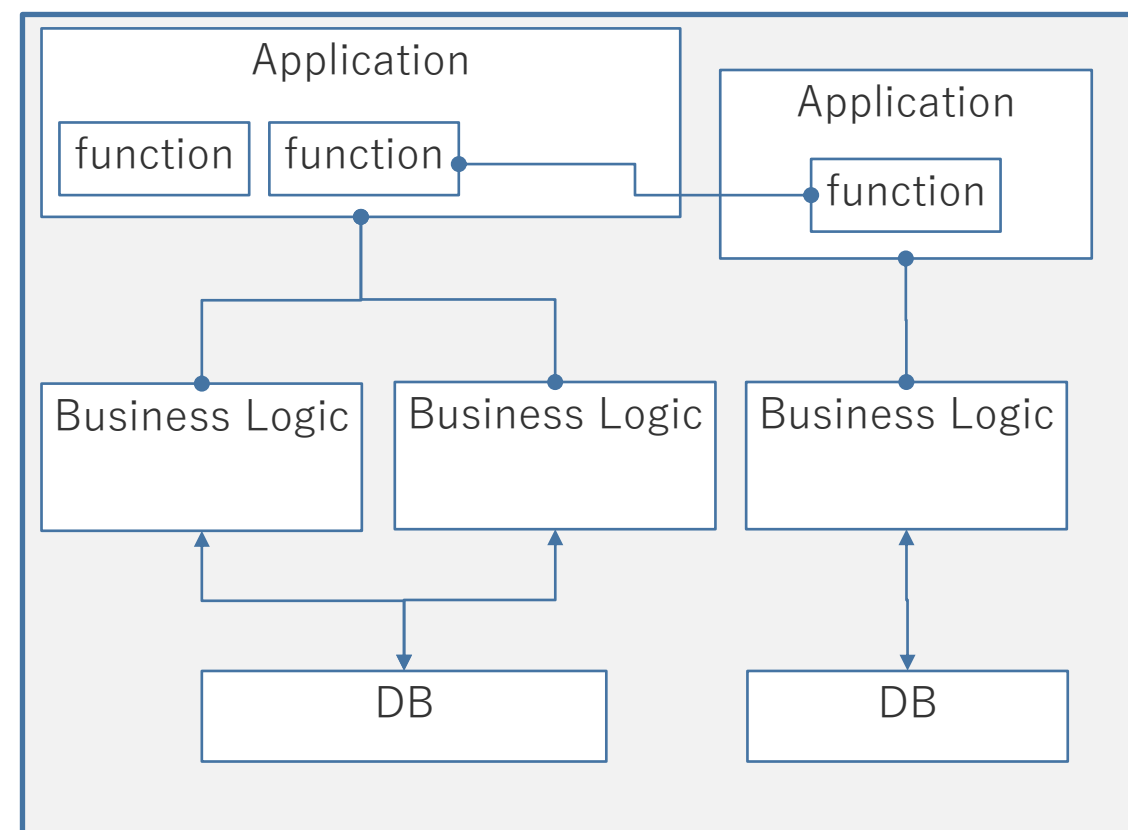 Application
function
function
Application
function
Business Logic
Business Logic
Business Logic
DB
DB